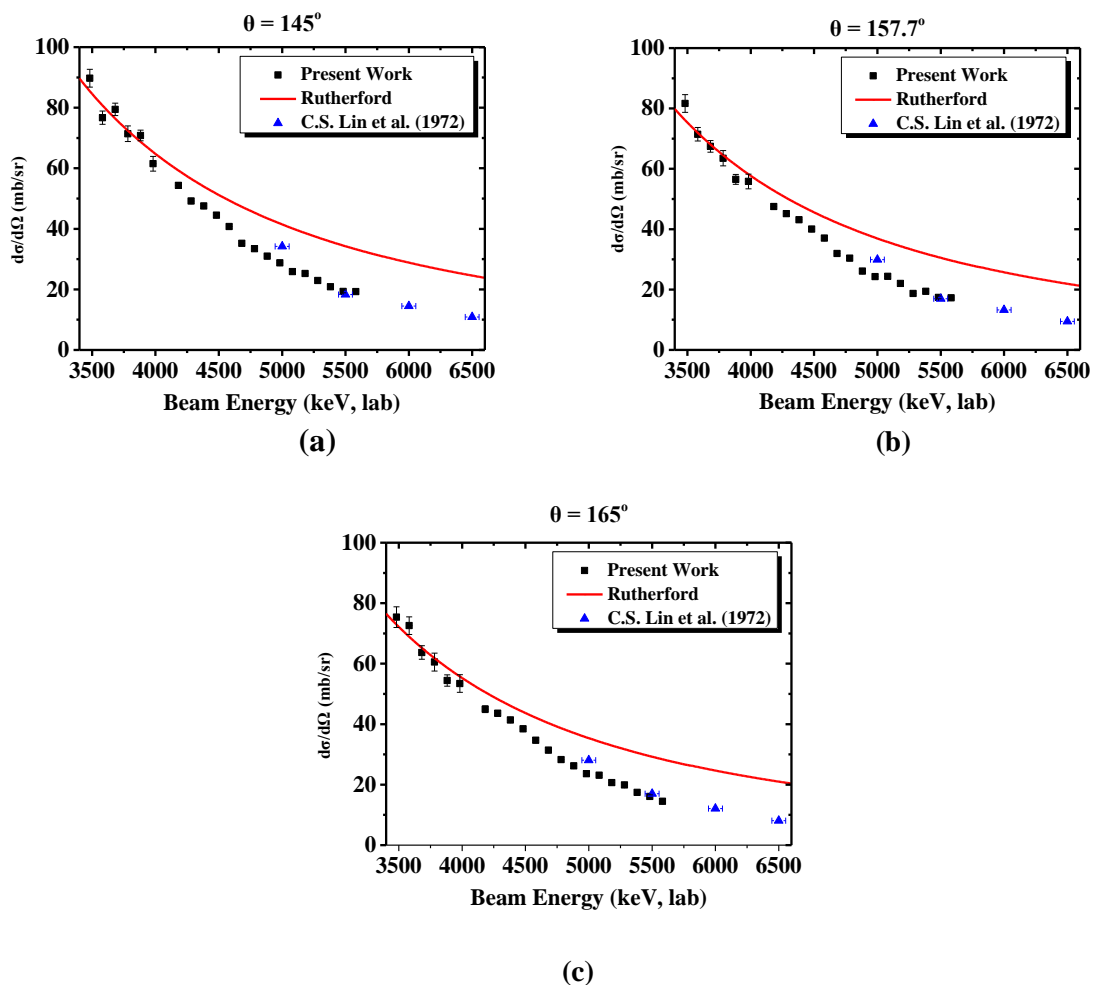 θ = 145°
100
80
60
40
20
0
dσ/dΩ (mb/sr)
Present Work
Rutherford
C.S. Lin et al. (1972)
3500 4000 4500 5000 5500 6000 6500
Beam Energy (keV, lab)
(a)
θ = 157.7°
100
80
60
40
20
0
dσ/dΩ (mb/sr)
Present Work
Rutherford
C.S. Lin et al. (1972)
3500 4000 4500 5000 5500 6000 6500
Beam Energy (keV, lab)
(b)
θ = 165°
100
80
60
40
20
0
dσ/dΩ (mb/sr)
Present Work
Rutherford
C.S. Lin et al. (1972)
3500 4000 4500 5000 5500 6000 6500
Beam Energy (keV, lab)
(c)